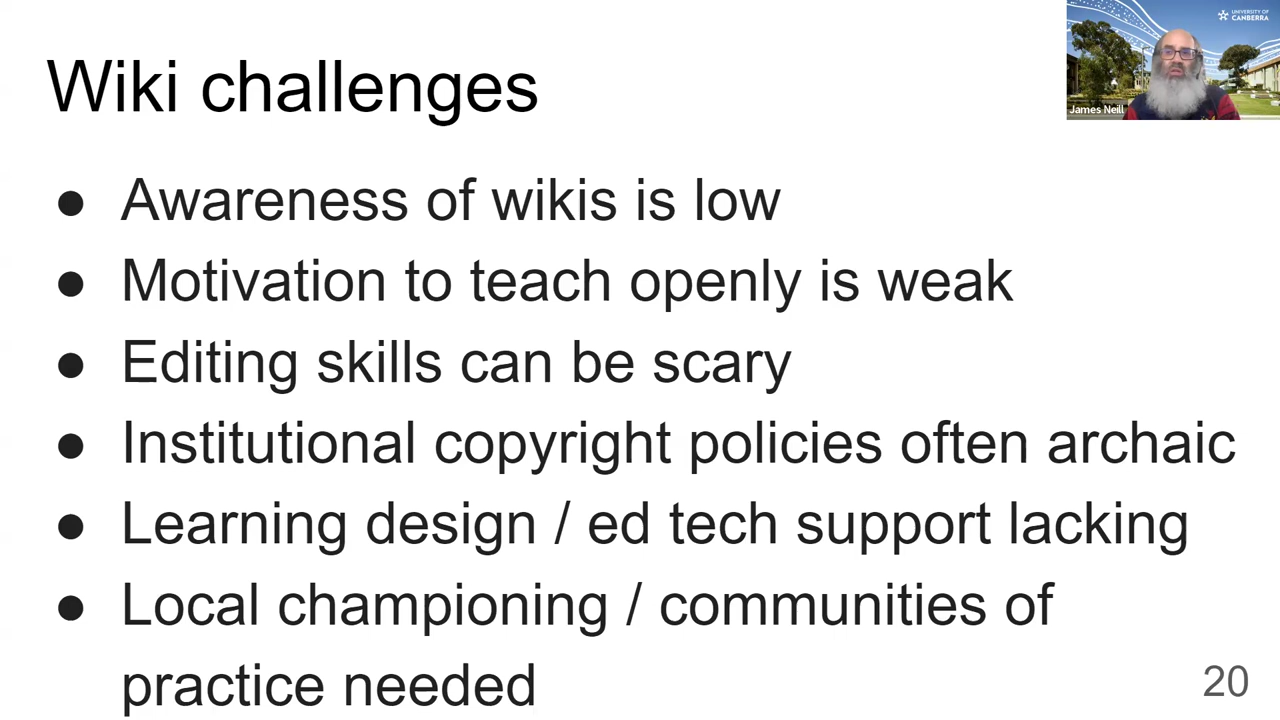 Wiki challenges
UNIVERSITY OF
CANBERRA
James Neill
● Awareness of wikis is low
● Motivation to teach openly is weak
● Editing skills can be scary
● Institutional copyright policies often archaic
● Learning design / ed tech support lacking
● Local championing / communities of
practice needed
20